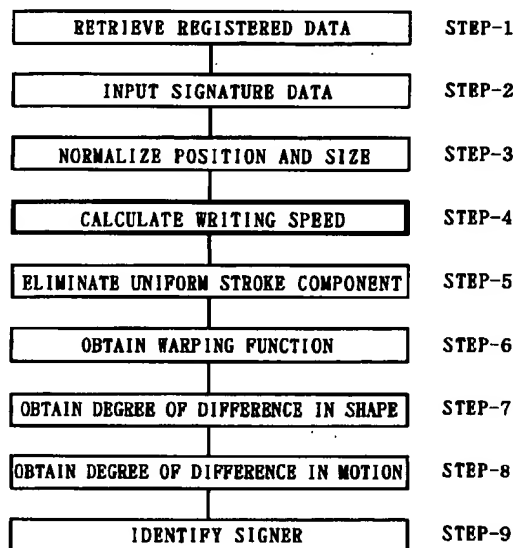 RETRIEVE REGISTERED DATA STEP-1
INPUT SIGNATURE DATA STEP-2
NORMALIZE POSITION AND SIZE STEP-3
CALCULATE WRITING SPEED STEP-4
ELIMINATE UNIFORM STROKE COMPONENT STEP-5
OBTAIN WARPING FUNCTION STEP-6
OBTAIN DEGREE OF DIFFERENCE IN SHAPE STEP-7
OBTAIN DEGREE OF DIFFERENCE IN MOTION STEP-8
IDENTIFY SIGNER STEP-9